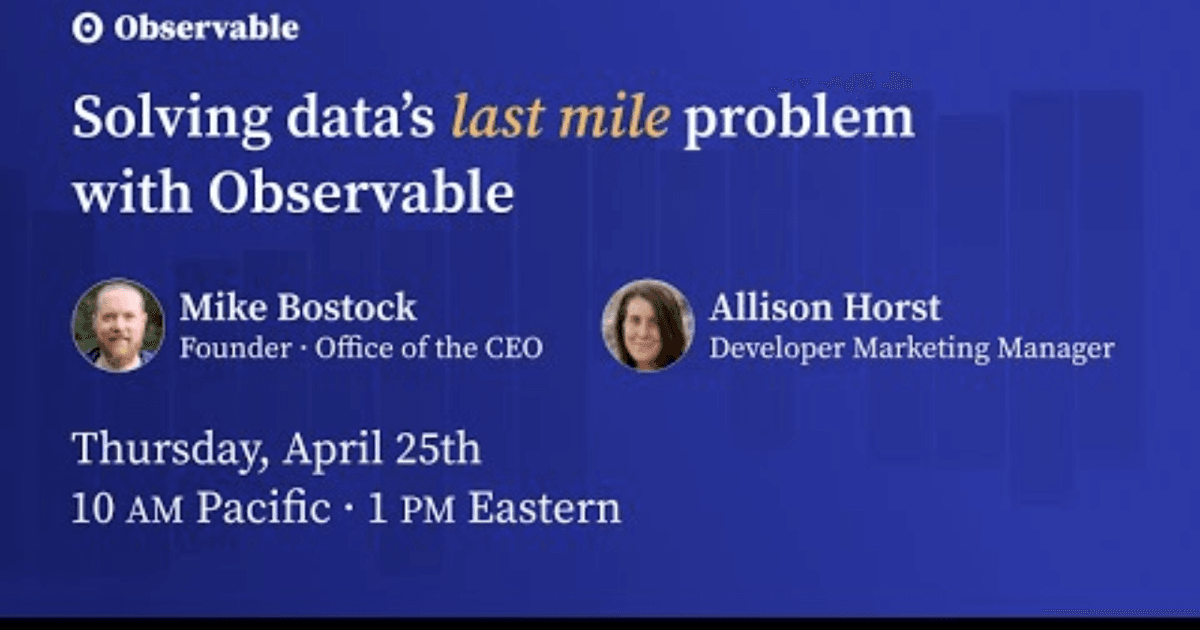 Observable
Solving data’s last mile problem
with Observable
Mike Bostock
Founder · Office of the CEO
Allison Horst
Developer Marketing Manager
Thursday, April 25th
10 AM Pacific · 1 PM Eastern